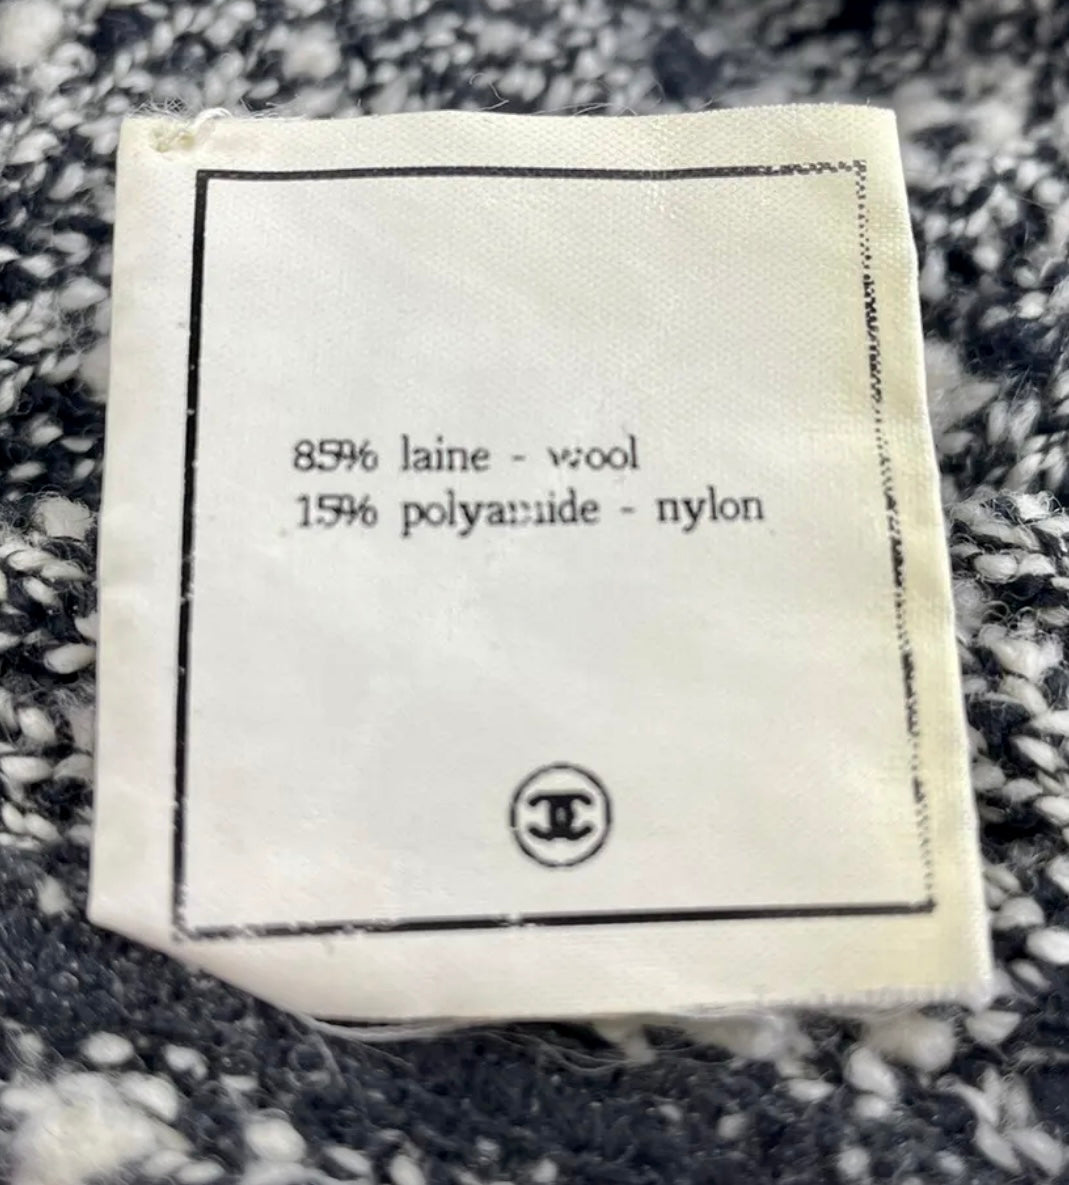 85% laine - wool
15% polyamide - nylon